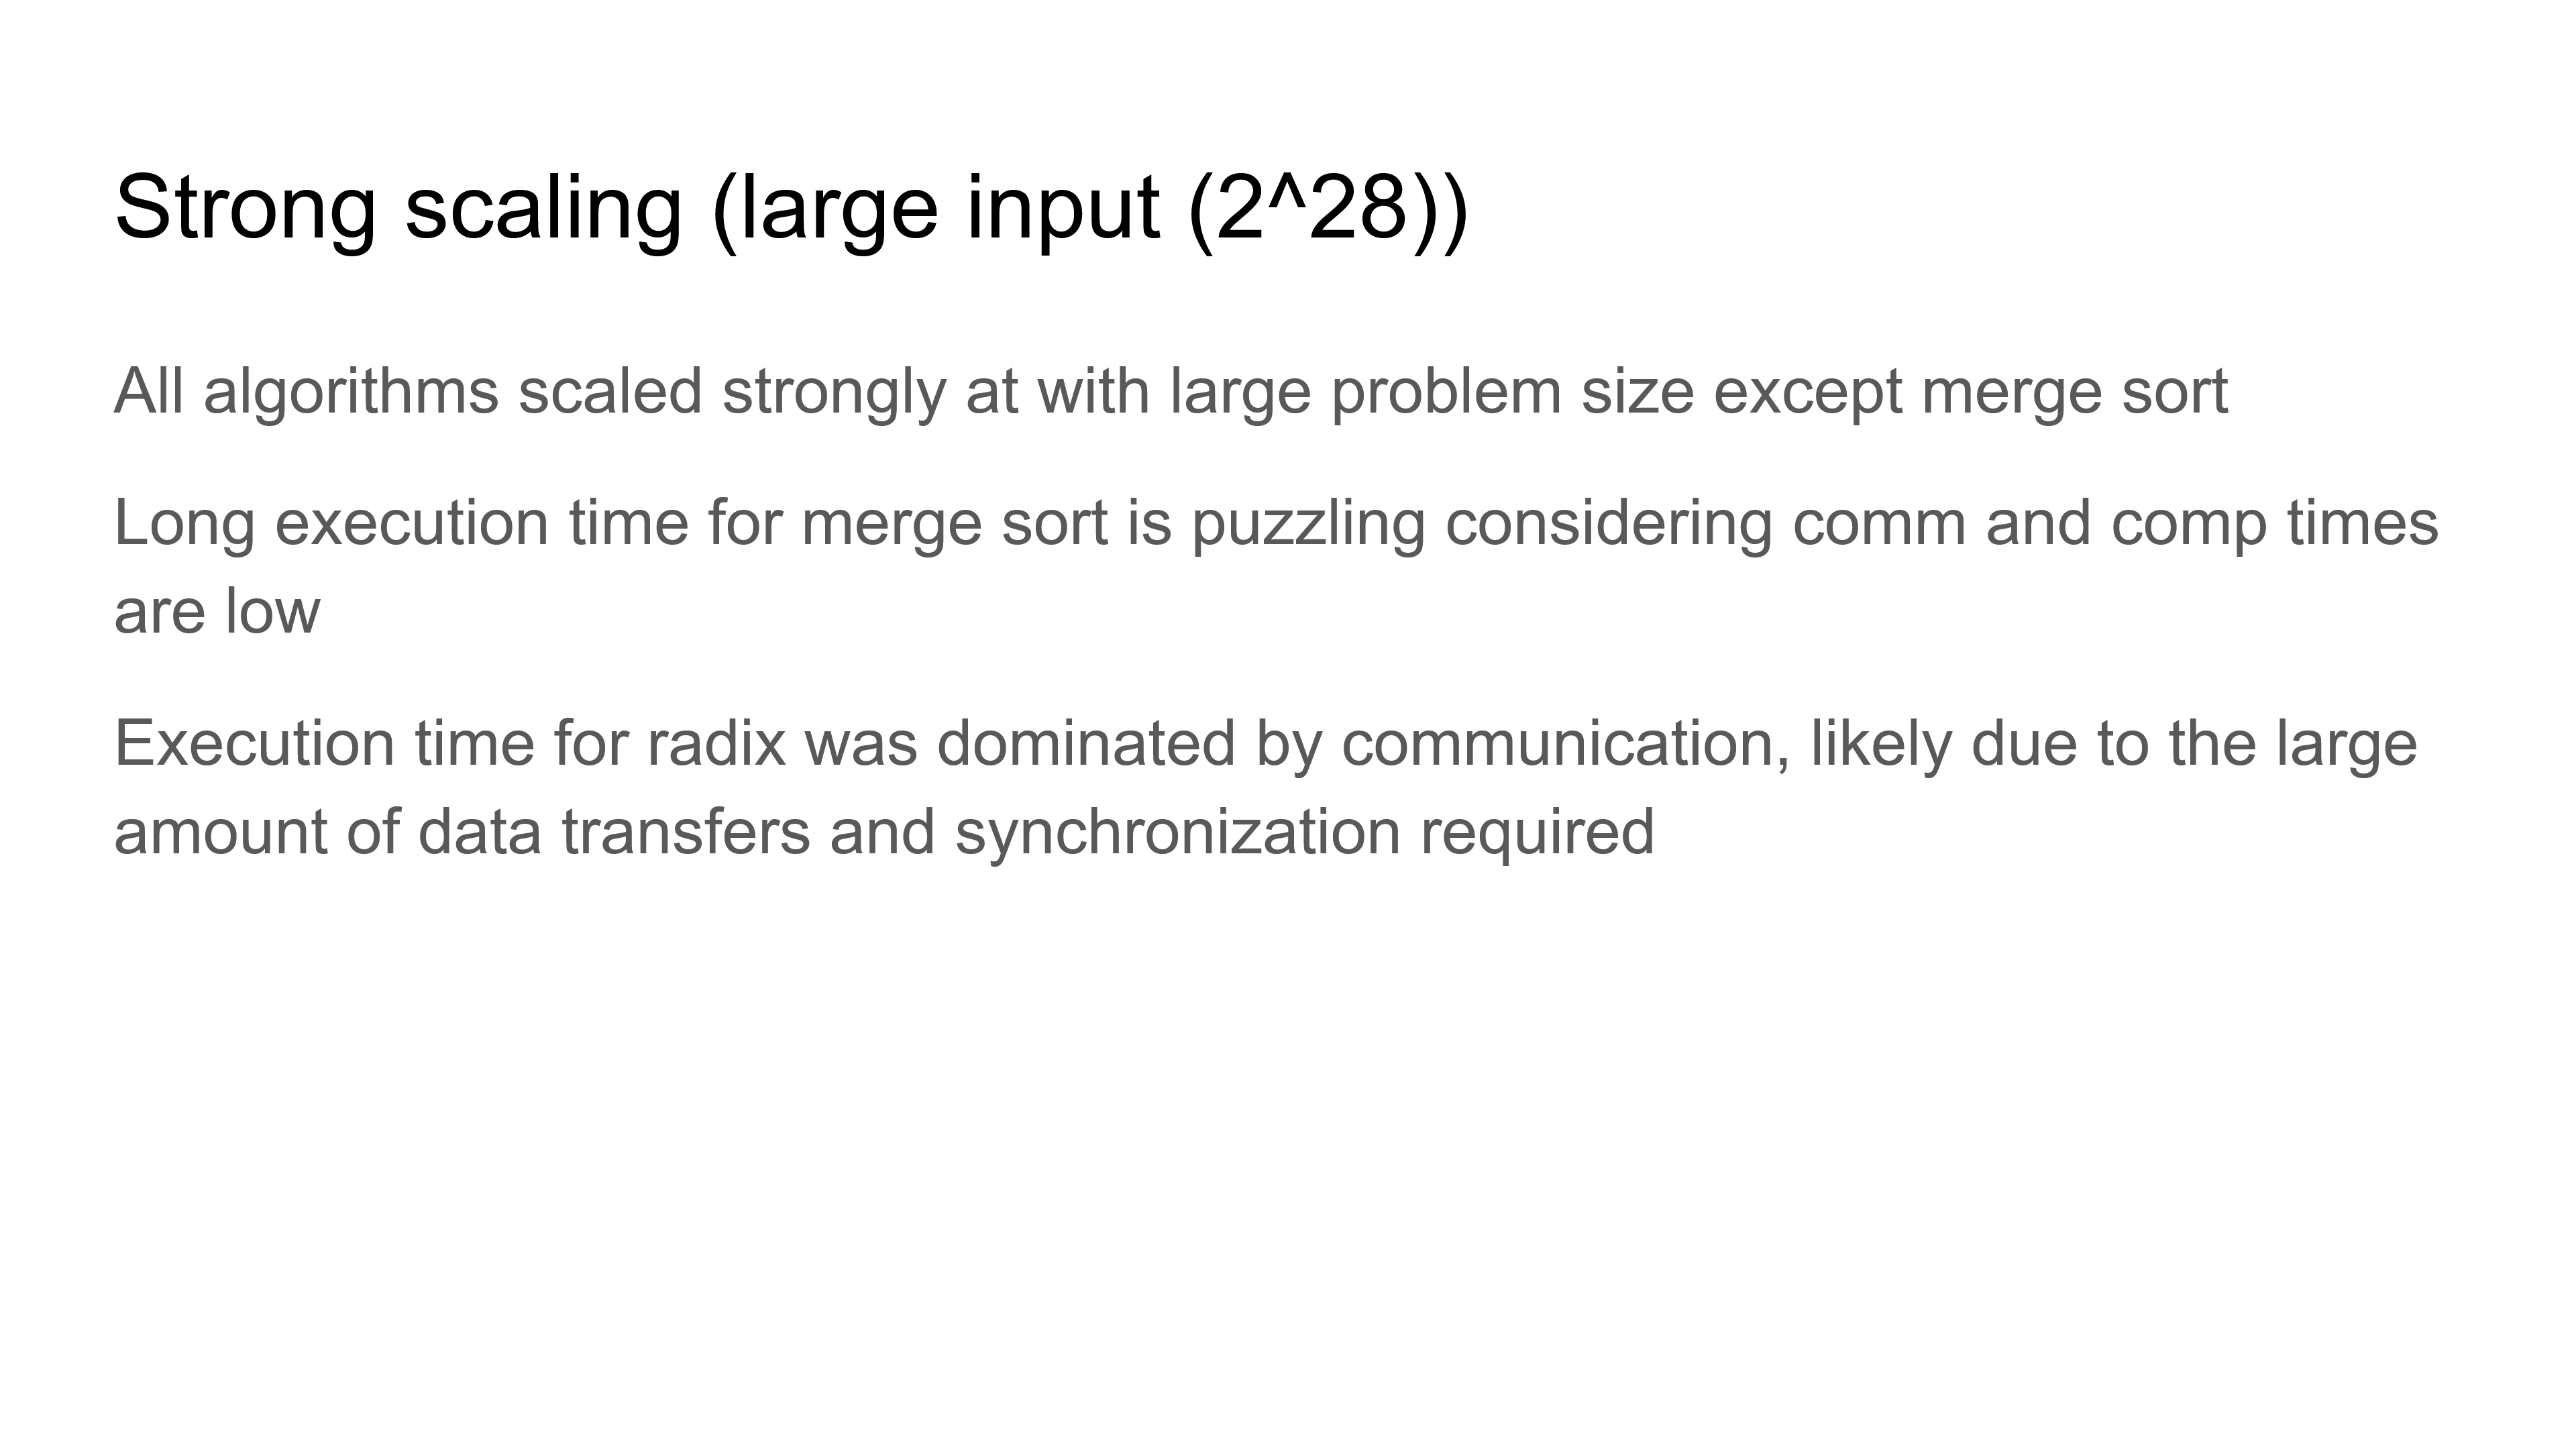 Strong scaling (large input (2^28))
All algorithms scaled strongly at with large problem size except merge sort
Long execution time for merge sort is puzzling considering comm and comp times
are low
Execution time for radix was dominated by communication, likely due to the large
amount of data transfers and synchronization required